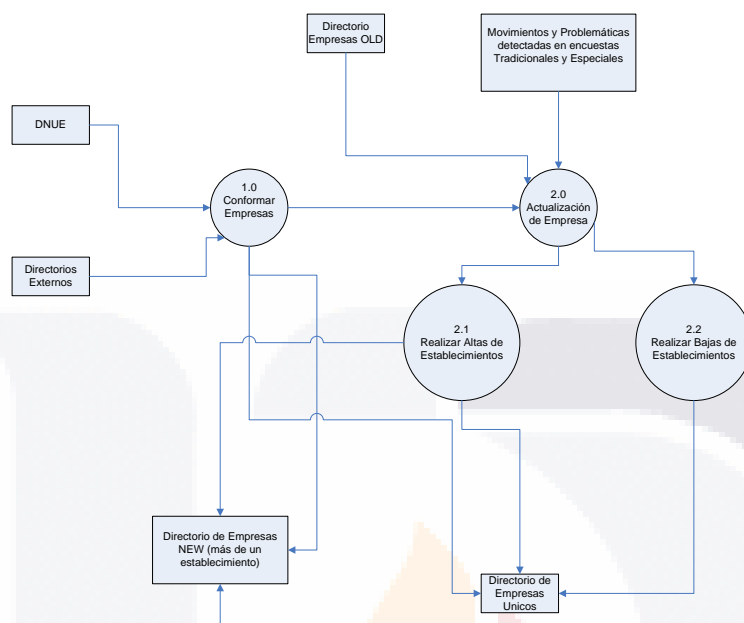 Directorio
Empresas OLD
Movimientos y Problemáticas
detectadas en encuestas
Tradicionales y Especiales
DNUE
1.0
Conformar
Empresas
2.0
Actualización
de Empresa
Directorios
Externos
2.1
Realizar Altas de
Establecimientos
2.2
Realizar Bajas de
Establecimientos
Directorio de Empresas
NEW (más de un
establecimiento)
Directorio de
Empresas
Unicos